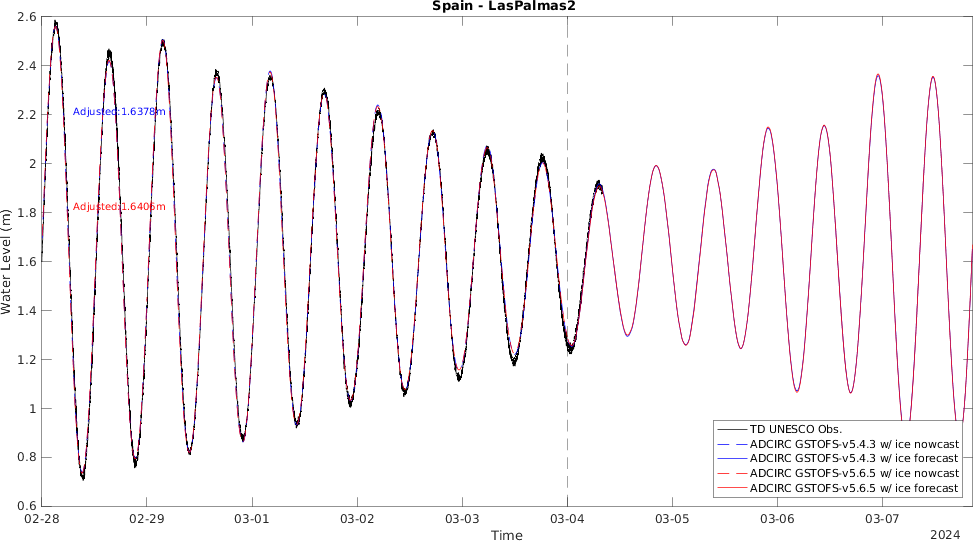 Spain - LasPalmas2
2.6
2.4
2.2
2
1.8
1.6
1.4
1.2
1
0.8
0.6
Water Level (m)
Adjusted:1.6378m
Adjusted:1.6406m
TD UNESCO Obs.
ADCIRC GSTOFS-v5.4.3 w/ ice nowcast
ADCIRC GSTOFS-v5.4.3 w/ ice forecast
ADCIRC GSTOFS-v5.6.5 w/ ice nowcast
ADCIRC GSTOFS-v5.6.5 w/ ice forecast
02-28 02-29 03-01 03-02 03-03 03-04 03-05 03-06 03-07
Time
2024